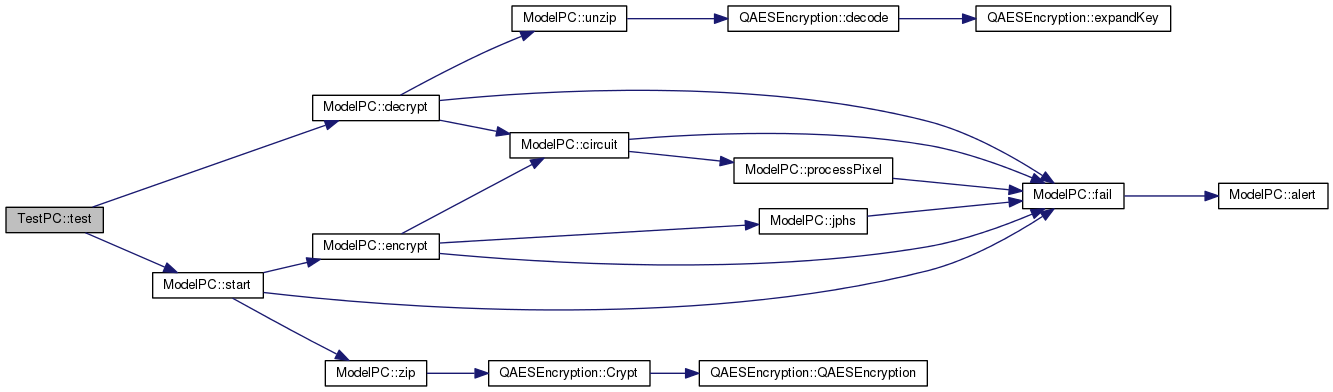 ModelPC::unzip
QAESEncryption::decode
QAESEncryption::expandKey
ModelPC::decrypt
ModelPC::circuit
ModelPC::processPixel
ModelPC::fail
ModelPC::alert
TestPC::test
ModelPC::jphs
ModelPC::encrypt
ModelPC::start
ModelPC::zip
QAESEncryption::Crypt
QAESEncryption::QAESEncryption